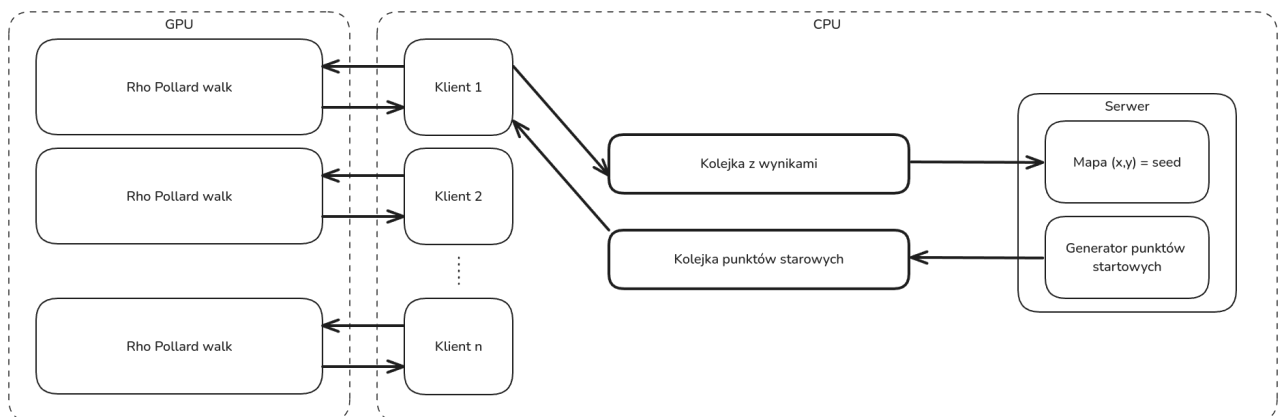 GPU
CPU
Rho Pollard walk
Klient 1
Serwer
Kolejka z wynikami
Mapa (x,y) = seed
Rho Pollard walk
Klient 2
Kolejka punktów starowych
Generator punktów
startowych
Rho Pollard walk
Klient n